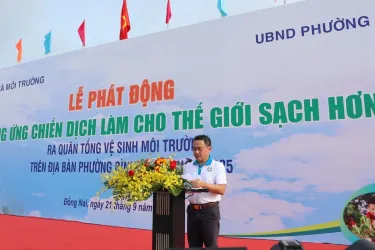 À MÔI TRƯỜNG
UBND PHƯỜNG
LỄ PHÁT ĐỘNG
NG ỨNG CHIẾN DỊCH LÀM CHO THẾ GIỚI SẠCH HƠN
RA QUÂN TỔNG VỆ SINH MÔI TRƯỜ
TRÊN ĐỊA BÀN PHƯỜNG
Đồng Nai, 21 tháng 9 năm